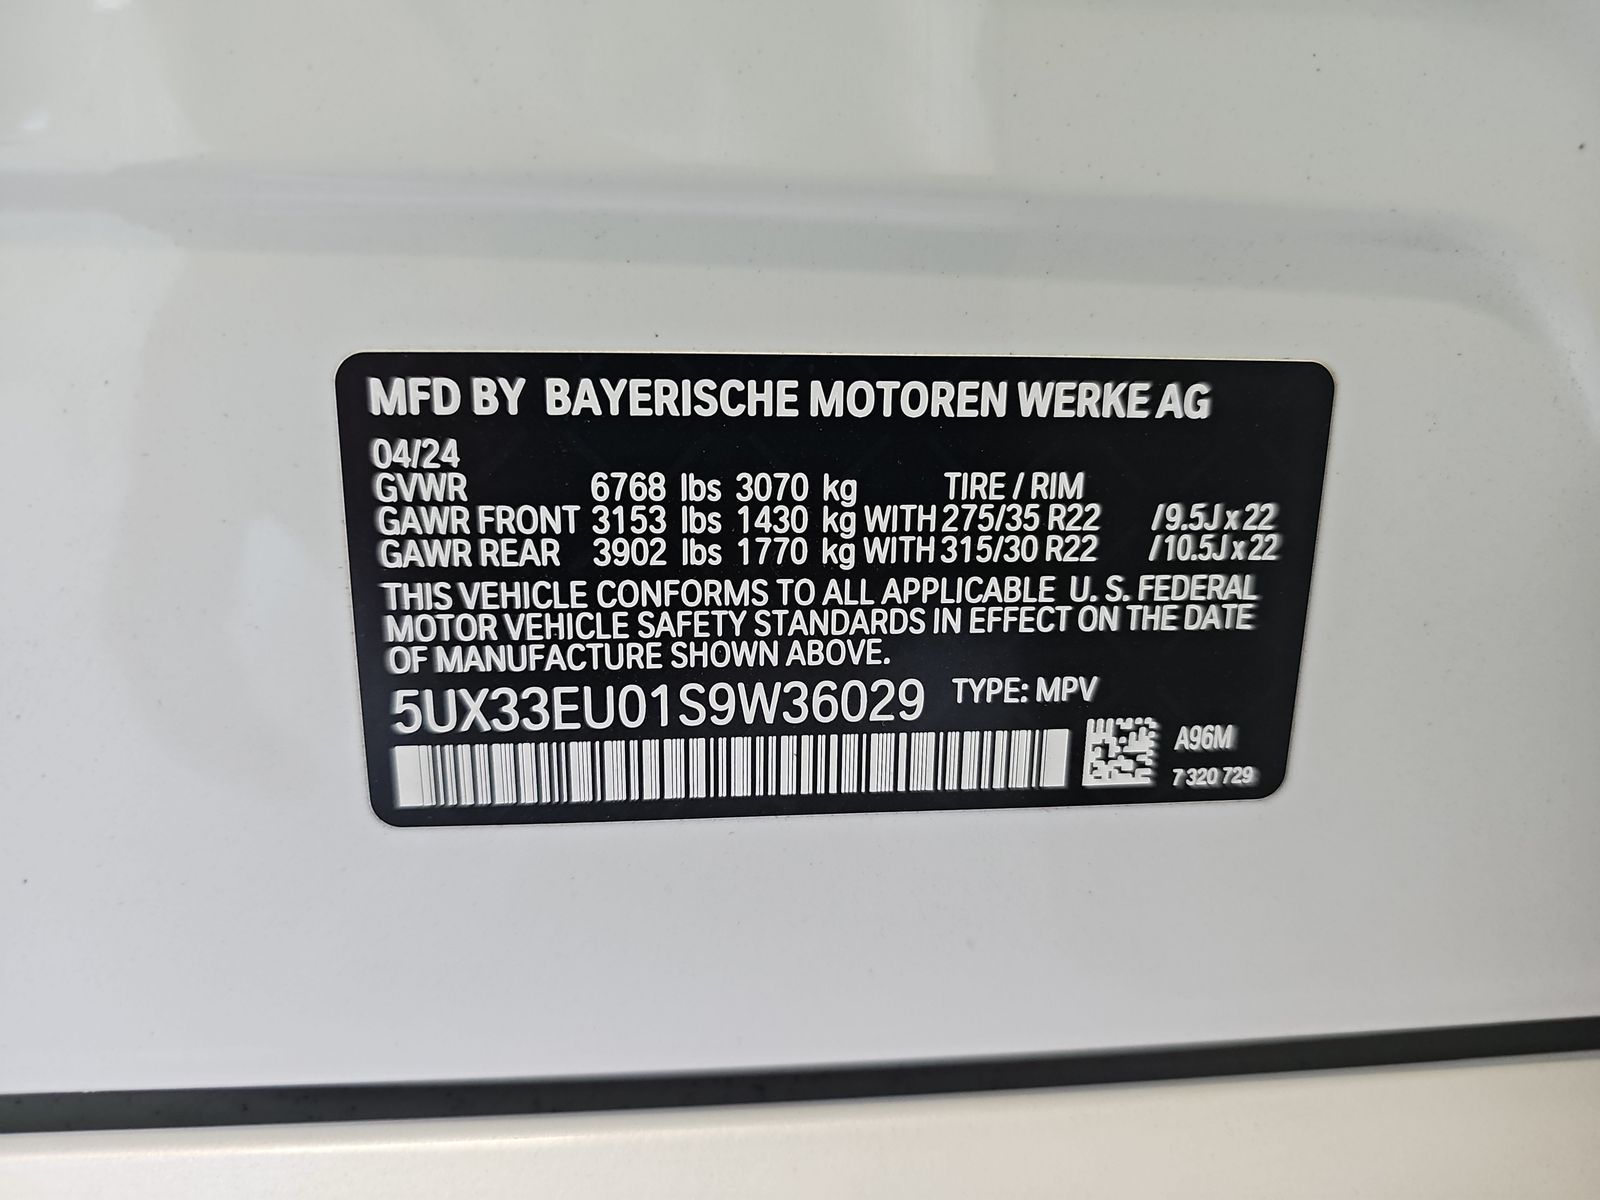 MFD BY BAYERISCHE MOTOREN WERKE AG
04/24
GVWR 6768 lbs 3070 kg TIRE / RIM
GAWR FRONT 3153 lbs 1430 kg WITH 275/35 R22 /9.5J x 22
GAWR REAR 3902 lbs 1770 kg WITH 315/30 R22 /10.5J x 22
THIS VEHICLE CONFORMS TO ALL APPLICABLE U. S. FEDERAL
MOTOR VEHICLE SAFETY STANDARDS IN EFFECT ON THE DATE
OF MANUFACTURE SHOWN ABOVE.
5UX33EU01S9W36029 TYPE: MPV
A96M
7 320 729